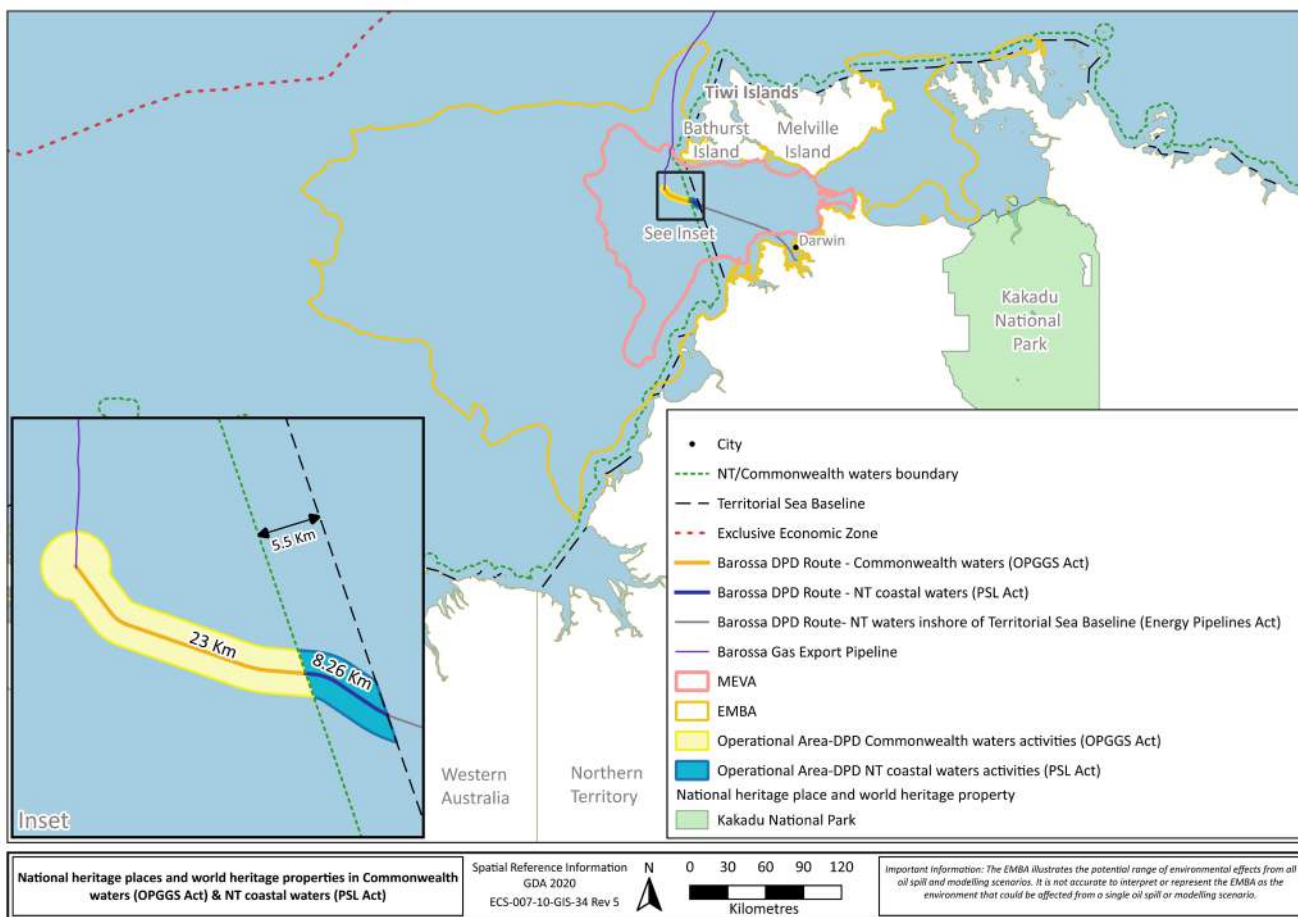 Tiwi Islands
Bathurst
Island
Melville
Island
See Inset
Darwin
Kakadu
National
Park
5.5 Km
23 Km
8.26 Km
Inset
Western
Australia
Northern
Territory
City
NT/Commonwealth waters boundary
Territorial Sea Baseline
Exclusive Economic Zone
Barossa DPD Route - Commonwealth waters (OPGGS Act)
Barossa DPD Route - NT coastal waters (PSL Act)
Barossa DPD Route- NT waters inshore of Territorial Sea Baseline (Energy Pipelines Act)
Barossa Gas Export Pipeline
MEVA
EMBA
Operational Area-DPD Commonwealth waters activities (OPGGS Act)
Operational Area-DPD NT coastal waters activities (PSL Act)
National heritage place and world heritage property
Kakadu National Park
National heritage places and world heritage properties in Commonwealth
waters (OPGGS Act) & NT coastal waters (PSL Act)
Spatial Reference Information
GDA 2020
ECS-007-10-GIS-34 Rev 5
N
0 30 60 90 120
Kilometres
Important Information: The EMBA illustrates the potential range of environmental effects from all
oil spill and modelling scenarios. It is not accurate to interpret or represent the EMBA as the
environment that could be affected from a single oil spill or modelling scenario.